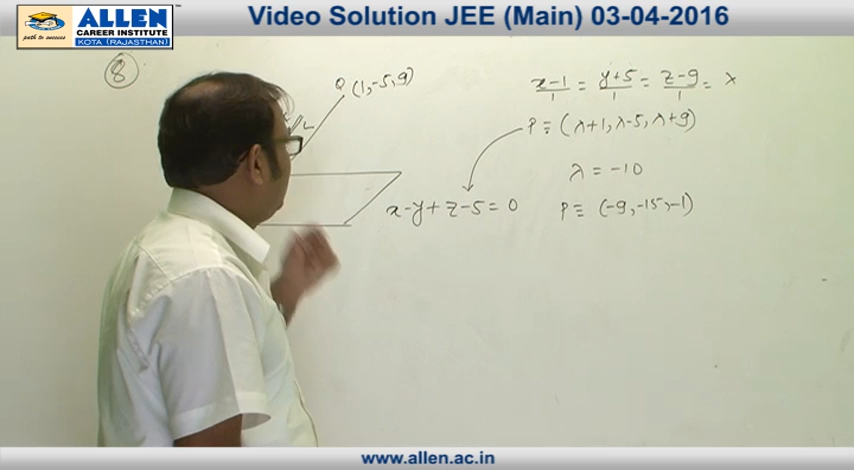 Video Solution JEE (Main) 03-04-2016
ALLEN
CAREER INSTITUTE
KOTA (RAJASTHAN)
path to success
8
Q (1,-5,9)
L
x-1/1 = y+5/1 = z-9/1 = λ
P ≡ (λ+1, λ-5, λ+9)
λ = -10
x-y+z-5=0
P ≡ (-9,-15,-1)
www.allen.ac.in